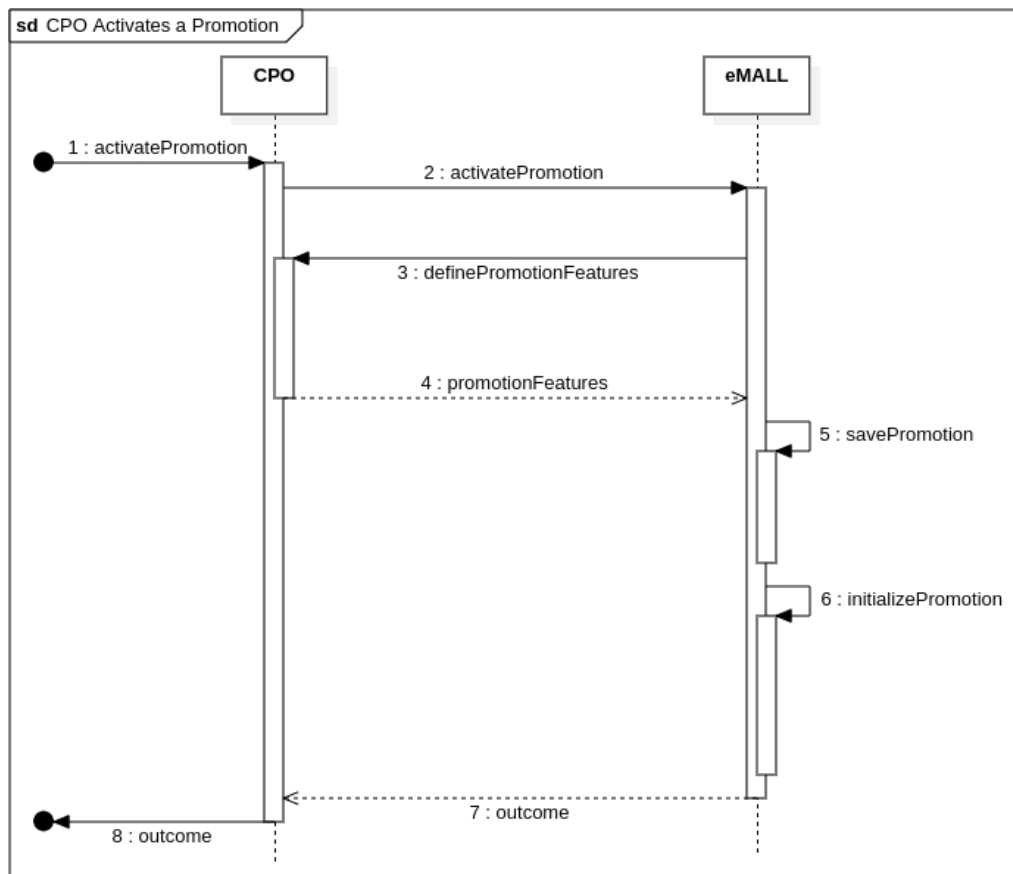 sd CPO Activates a Promotion
CPO
eMALL
1 : activatePromotion
2 : activatePromotion
3 : definePromotionFeatures
4 : promotionFeatures
5 : savePromotion
6 : initializePromotion
7 : outcome
8 : outcome